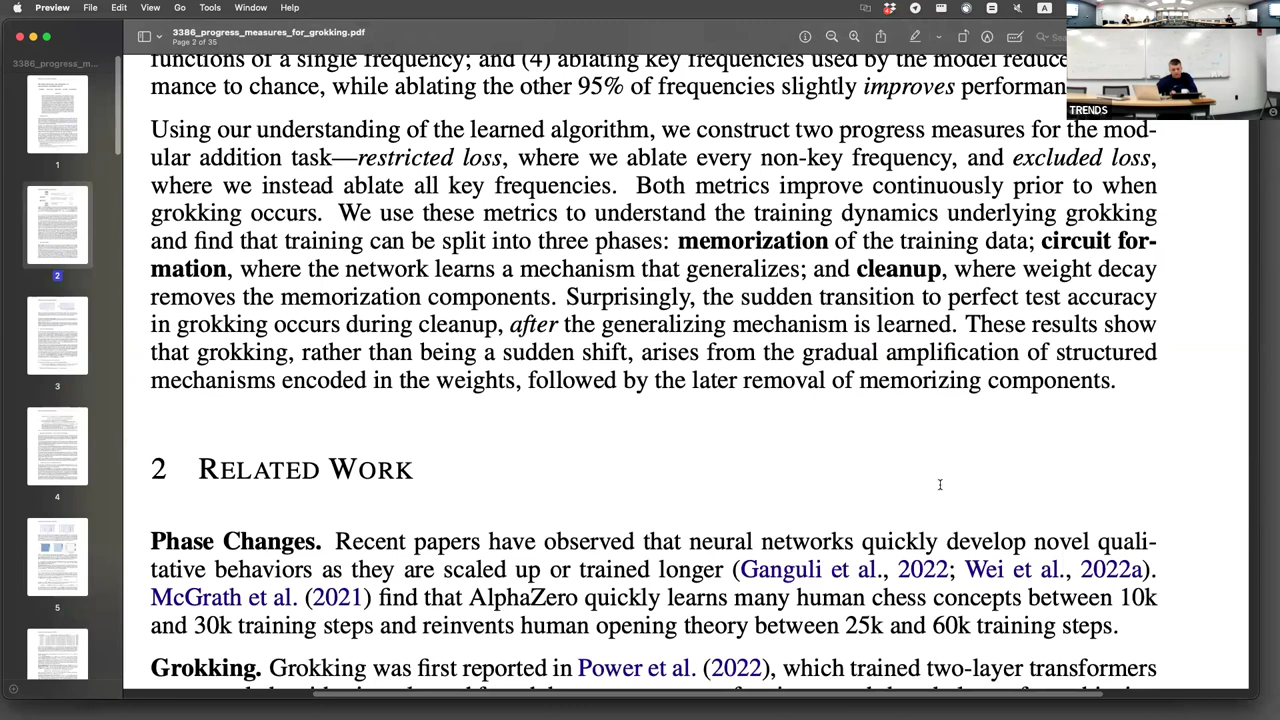 Preview File Edit View Go Tools Window Help
3386_progress_measures_for_grokking.pdf
Page 2 of 35
3386_progress_m...
1
2
3
4
5
TRENDS
functions of a single frequency; and (4) ablating key frequencies used by the model reduce
mance to chance, while ablating the other 95% of frequencies slightly improves performan
Using our understanding of the learned algorithm, we construct two progress measures for the mod-
ular addition task—restricted loss, where we ablate every non-key frequency, and excluded loss,
where we instead ablate all key frequencies. Both metrics improve continuously prior to when
grokking occurs. We use these metrics to understand the training dynamics underlying grokking
and find that training can be split into three phases: memorization of the training data; circuit for-
mation, where the network learns a mechanism that generalizes; and cleanup, where weight decay
removes the memorization components. Surprisingly, the sudden transition to perfect test accuracy
in grokking occurs during cleanup, after the generalizing mechanism is learned. These results show
that grokking, rather than being a sudden shift, arises from the gradual amplification of structured
mechanisms encoded in the weights, followed by the later removal of memorizing components.
2 RELATED WORK
Phase Changes. Recent papers have observed that neural networks quickly develop novel quali-
tative behaviors as they are scaled up or trained longer (Ganguli et al., 2022; Wei et al., 2022a).
McGrath et al. (2021) find that AlphaZero quickly learns many human chess concepts between 10k
and 30k training steps and reinvents human opening theory between 25k and 60k training steps.
Grokking. Grokking was first reported in Power et al. (2022), which trained two-layer transformers